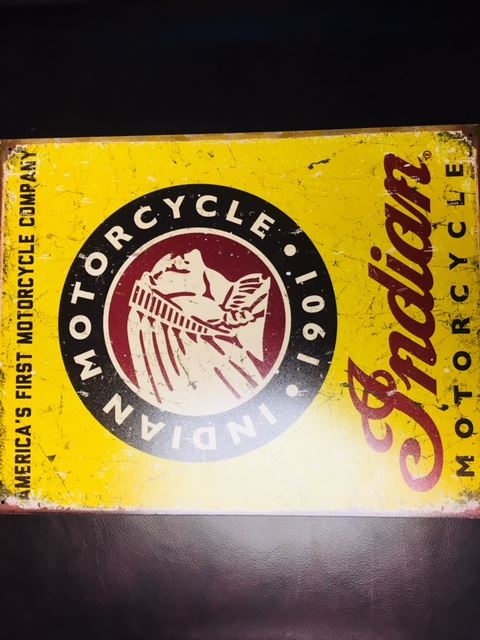 AMERICA'S FIRST MOTORCYCLE COMPANY
INDIAN MOTORCYCLE • 1901 •
Indian®
MOTORCYCLE